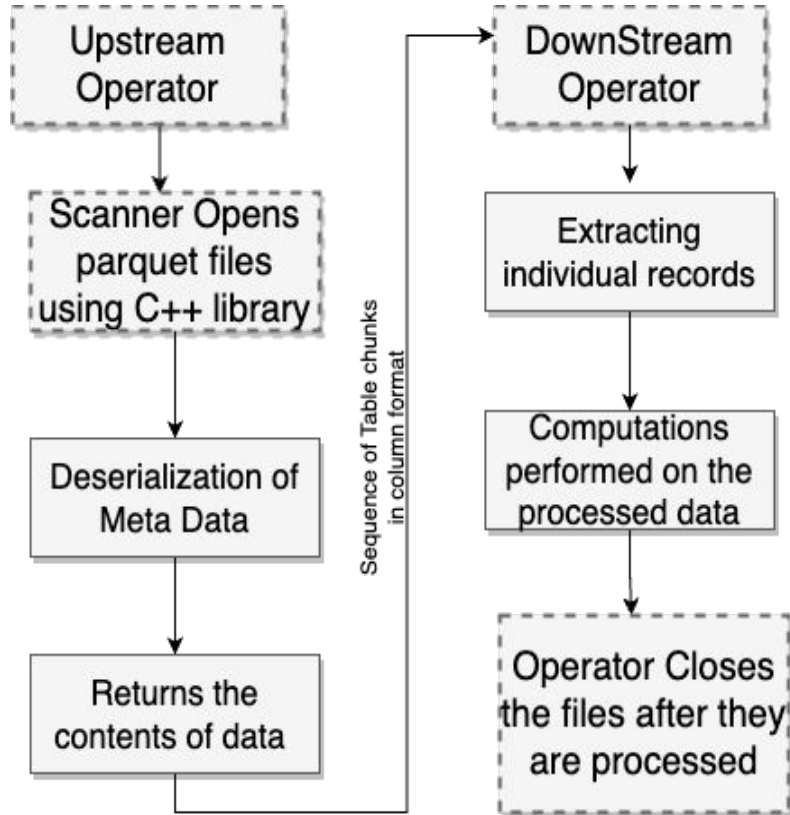 Upstream
Operator
Scanner Opens
parquet files
using C++ library
Deserialization of
Meta Data
Returns the
contents of data
Sequence of Table chunks
in column format
DownStream
Operator
Extracting
individual records
Computations
performed on the
processed data
Operator Closes
the files after they
are processed